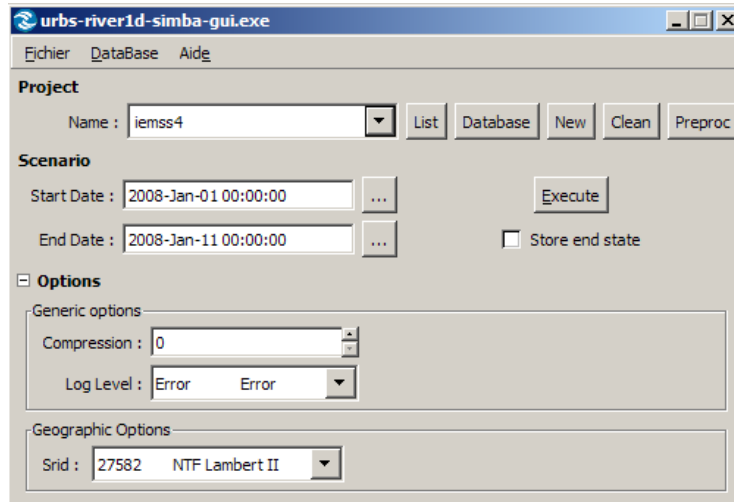 urbs-river1d-simba-gui.exe
Fichier DataBase Aide
Project
Name : iemss4 List Database New Clean Preproc
Scenario
Start Date : 2008-Jan-01 00:00:00 ... Execute
End Date : 2008-Jan-11 00:00:00 ... Store end state
Options
Generic options
Compression : 0
Log Level : Error Error
Geographic Options
Srid : 27582 NTF Lambert II